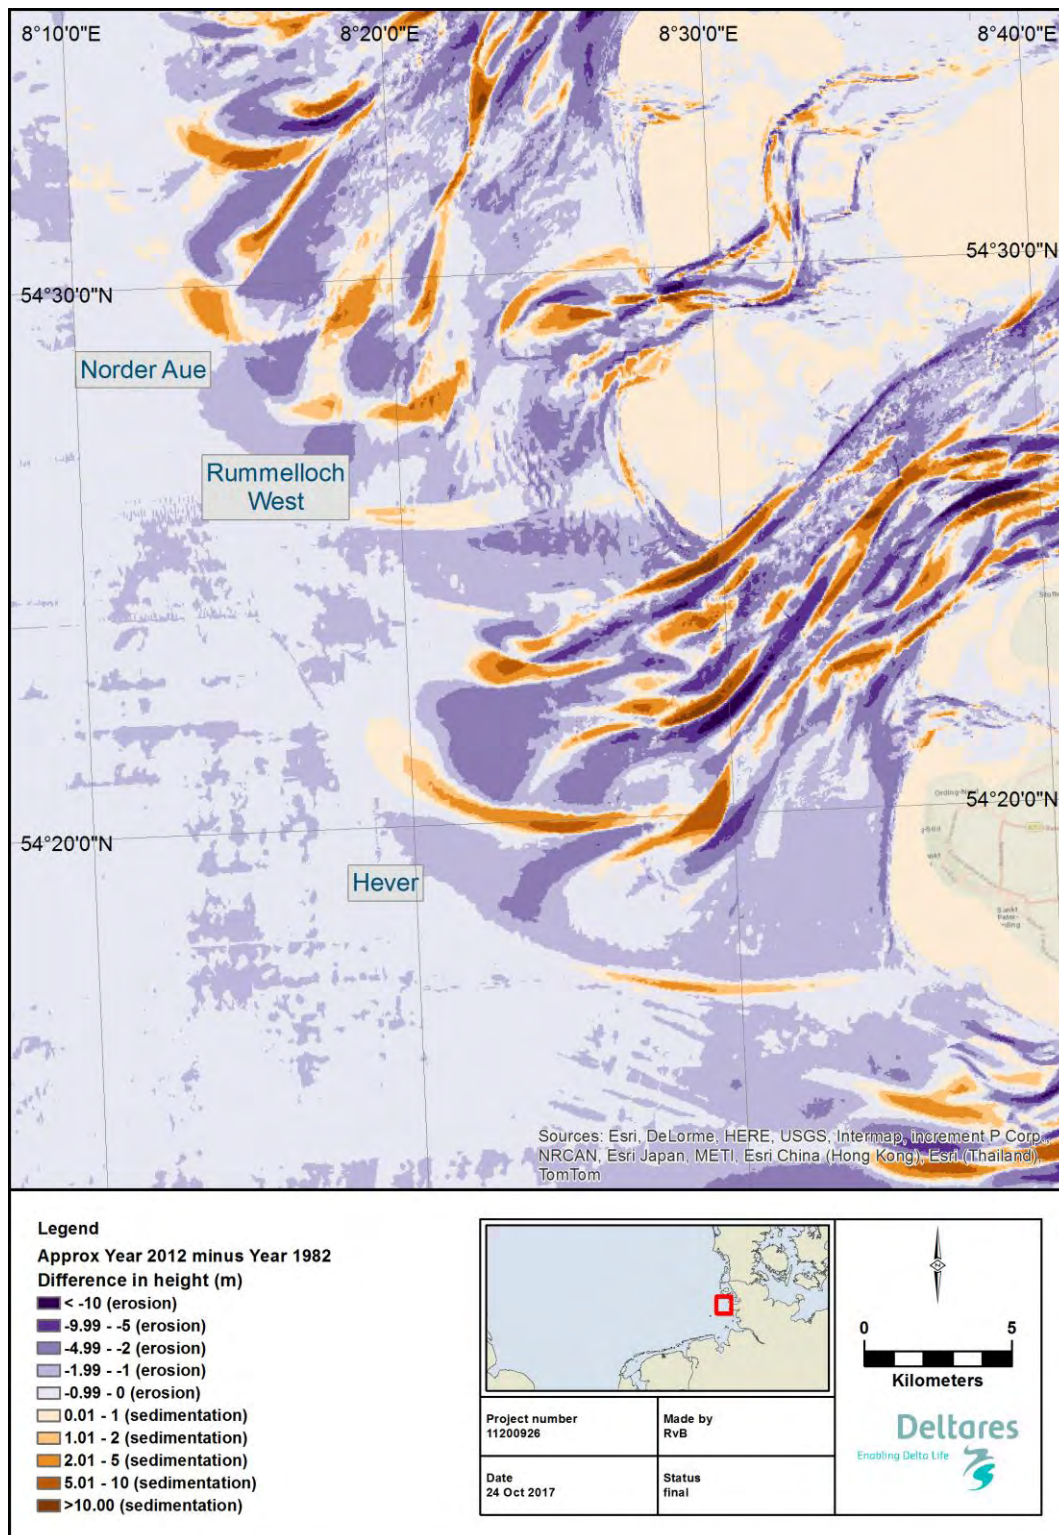 8°10'0"E 8°20'0"E 8°30'0"E 8°40'0"E
54°30'0"N
54°30'0"N
Norder Aue
Rummelloch
West
54°20'0"N
54°20'0"N
Hever
Sources: Esri, DeLorme, HERE, USGS, Intermap, increment P Corp.,
NRCAN, Esri Japan, METI, Esri China (Hong Kong), Esri (Thailand),
TomTom
Legend
Approx Year 2012 minus Year 1982
Difference in height (m)
< -10 (erosion)
-9.99 - -5 (erosion)
-4.99 - -2 (erosion)
-1.99 - -1 (erosion)
-0.99 - 0 (erosion)
0.01 - 1 (sedimentation)
1.01 - 2 (sedimentation)
2.01 - 5 (sedimentation)
5.01 - 10 (sedimentation)
>10.00 (sedimentation)
Project number
11200926
Made by
RvB
Date
24 Oct 2017
Status
final
N
0 5
Kilometers
Deltares
Enabling Delta Life